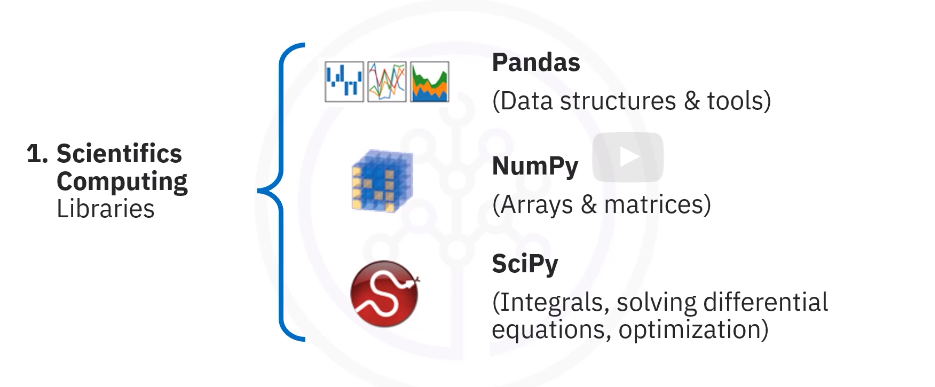 1. Scientifics
Computing
Libraries
Pandas
(Data structures & tools)
NumPy
(Arrays & matrices)
SciPy
(Integrals, solving differential
equations, optimization)